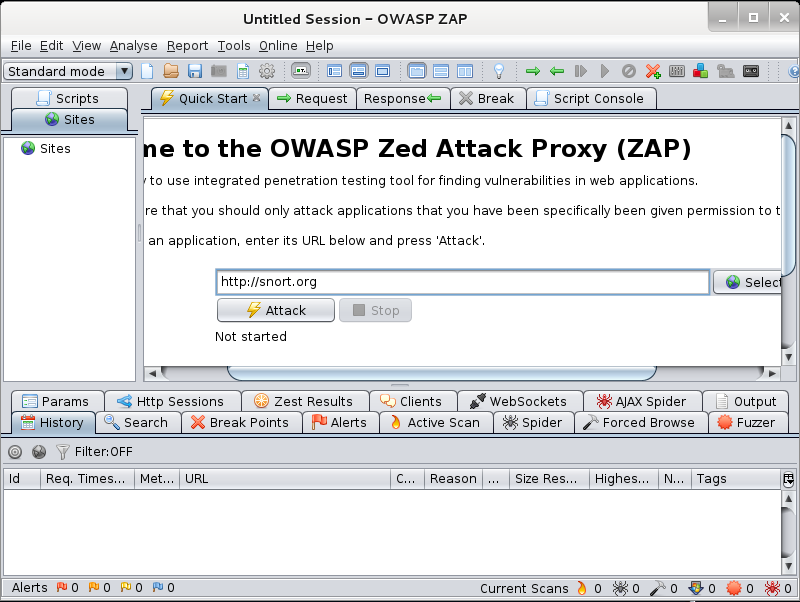 Untitled Session – OWASP ZAP
File Edit View Analyse Report Tools Online Help
Standard mode
Scripts
Sites
Quick Start Request Response Break Script Console
Sites
me to the OWASP Zed Attack Proxy (ZAP)
to use integrated penetration testing tool for finding vulnerabilities in web applications.
re that you should only attack applications that you have been specifically been given permission to t
an application, enter its URL below and press 'Attack'.
http://snort.org
Select
Attack Stop
Not started
Params Http Sessions Zest Results Clients WebSockets AJAX Spider Output
History Search Break Points Alerts Active Scan Spider Forced Browse Fuzzer
Filter:OFF
Id Req. Times... Met... URL C... Reason ... Size Res... Highes... N... Tags
Alerts 0 0 0 0 Current Scans 0 0 0 0 0 0